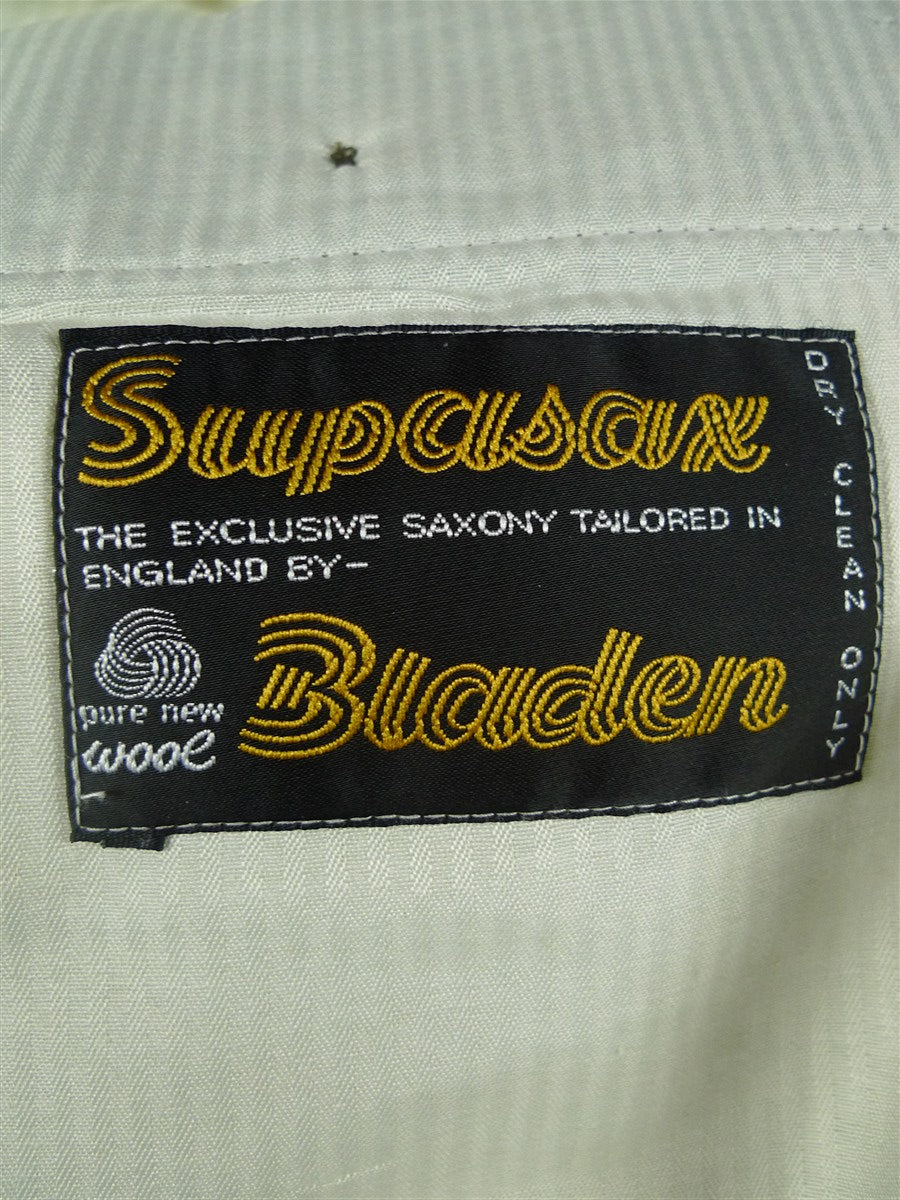 Supasax
THE EXCLUSIVE SAXONY TAILORED IN
ENGLAND BY-
pure new
wool
Bladen
DRY CLEAN ONLY